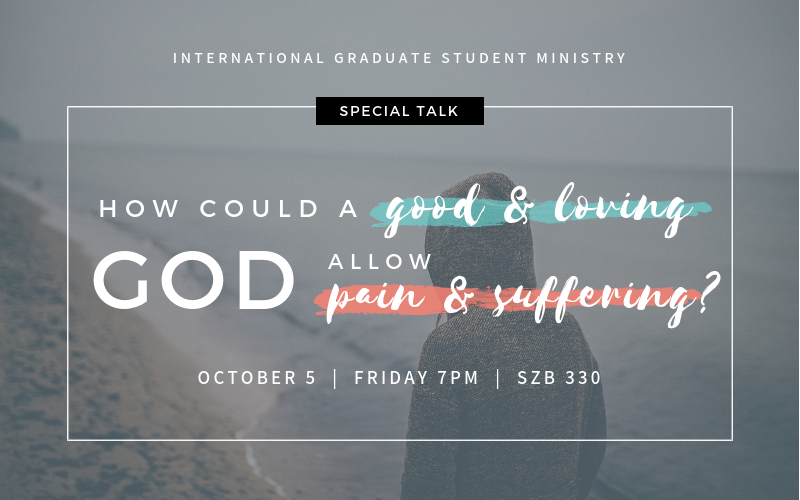 INTERNATIONAL GRADUATE STUDENT MINISTRY
SPECIAL TALK
HOW COULD A good & loving
GOD ALLOW
pain & suffering?
OCTOBER 5 | FRIDAY 7PM | SZB 330